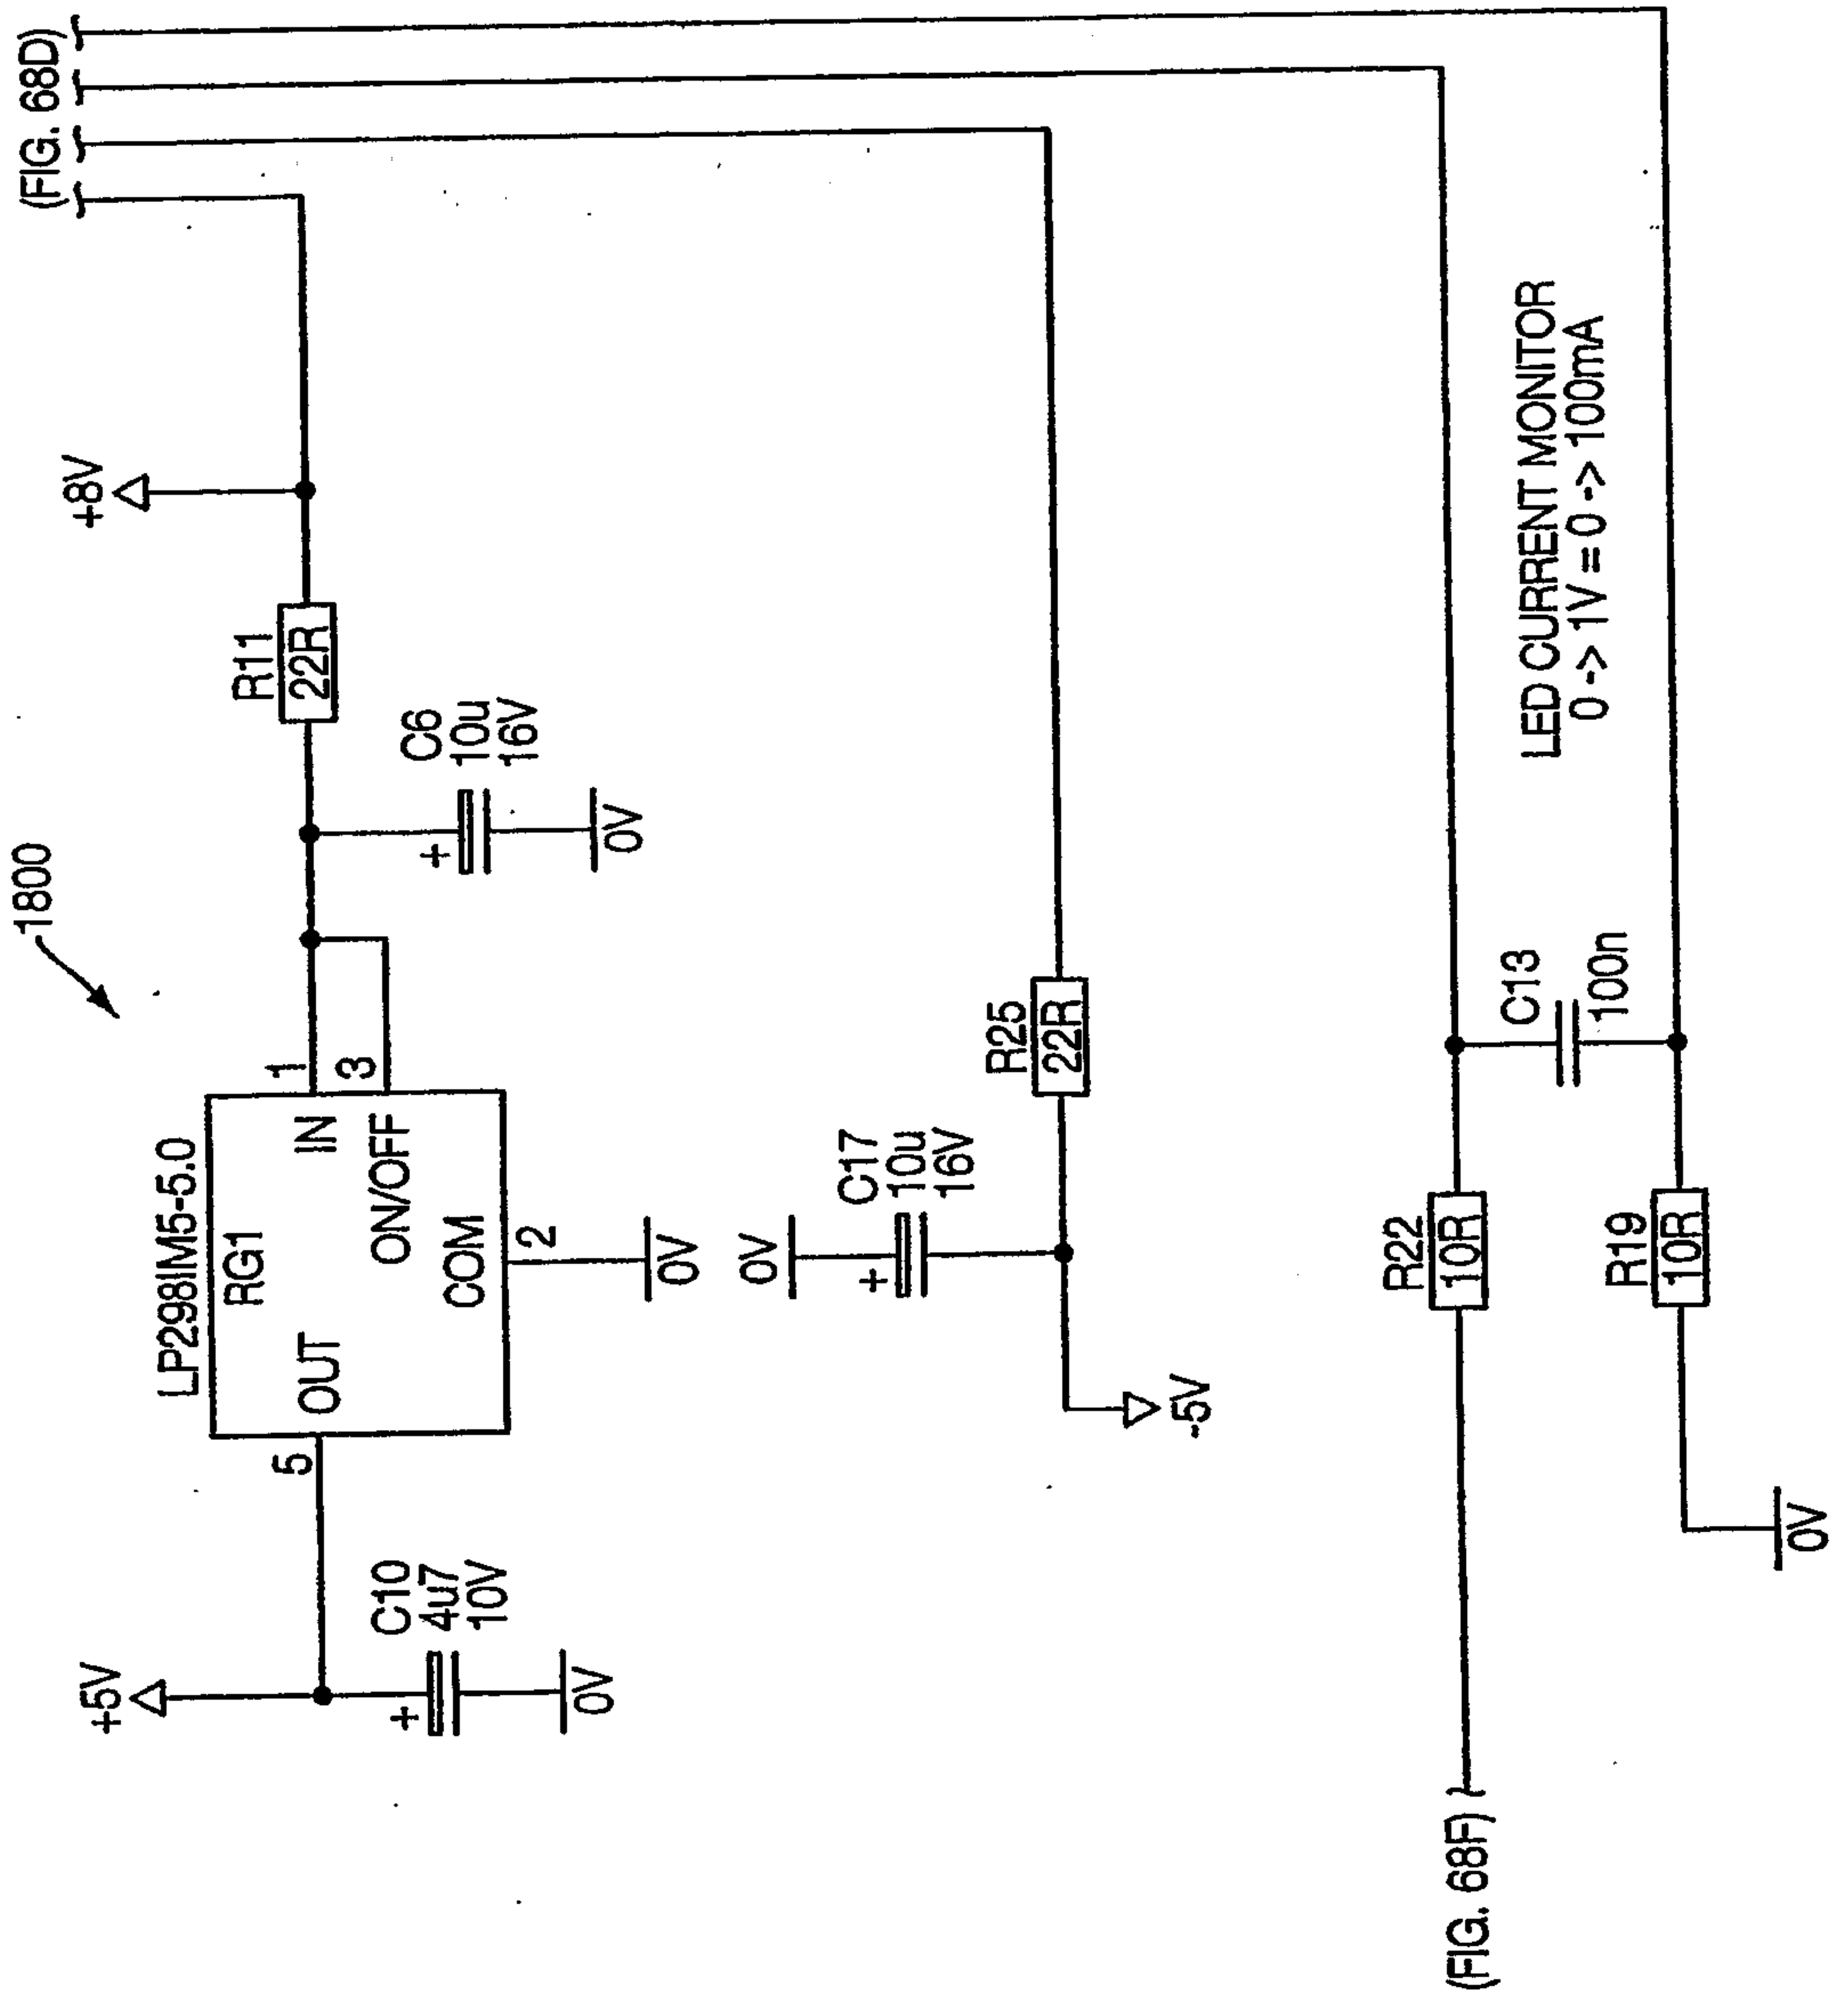 1800
(FIG. 68D)
+5V
C10
4u7
10V
0V
5
LP298IM5-5.0
RG1
OUT
IN
ON/OFF
COM
1
3
2
0V
C6
10u
16V
0V
R11
22R
+8V
0V
C17
10u
16V
-5V
R25
22R
(FIG. 68F)
R22
10R
C13
100n
R19
10R
0V
LED CURRENT MONITOR
0 -> 1V = 0 -> 100mA